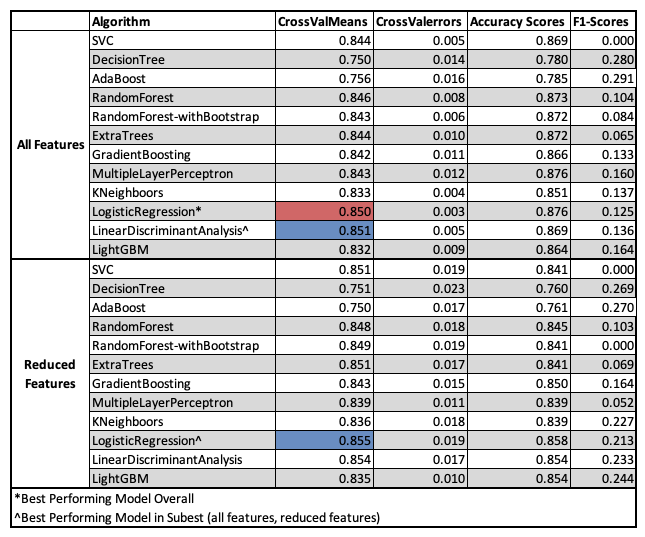 Algorithm CrossValMeans CrossValerrors Accuracy Scores F1-Scores
All Features
SVC 0.844 0.005 0.869 0.000
DecisionTree 0.750 0.014 0.780 0.280
AdaBoost 0.756 0.016 0.785 0.291
RandomForest 0.846 0.008 0.873 0.104
RandomForest-withBootstrap 0.843 0.006 0.872 0.084
ExtraTrees 0.844 0.010 0.872 0.065
GradientBoosting 0.842 0.011 0.866 0.133
MultipleLayerPerceptron 0.843 0.012 0.876 0.160
KNeighboors 0.833 0.004 0.851 0.137
LogisticRegression* 0.850 0.003 0.876 0.125
LinearDiscriminantAnalysis^ 0.851 0.005 0.869 0.136
LightGBM 0.832 0.009 0.864 0.164
Reduced
Features
SVC 0.851 0.019 0.841 0.000
DecisionTree 0.751 0.023 0.760 0.269
AdaBoost 0.750 0.017 0.761 0.270
RandomForest 0.848 0.018 0.845 0.103
RandomForest-withBootstrap 0.849 0.019 0.841 0.000
ExtraTrees 0.851 0.017 0.841 0.069
GradientBoosting 0.843 0.015 0.850 0.164
MultipleLayerPerceptron 0.839 0.011 0.839 0.052
KNeighboors 0.836 0.018 0.839 0.227
LogisticRegression^ 0.855 0.019 0.858 0.213
LinearDiscriminantAnalysis 0.854 0.017 0.854 0.233
LightGBM 0.835 0.010 0.854 0.244
*Best Performing Model Overall
^Best Performing Model in Subest (all features, reduced features)